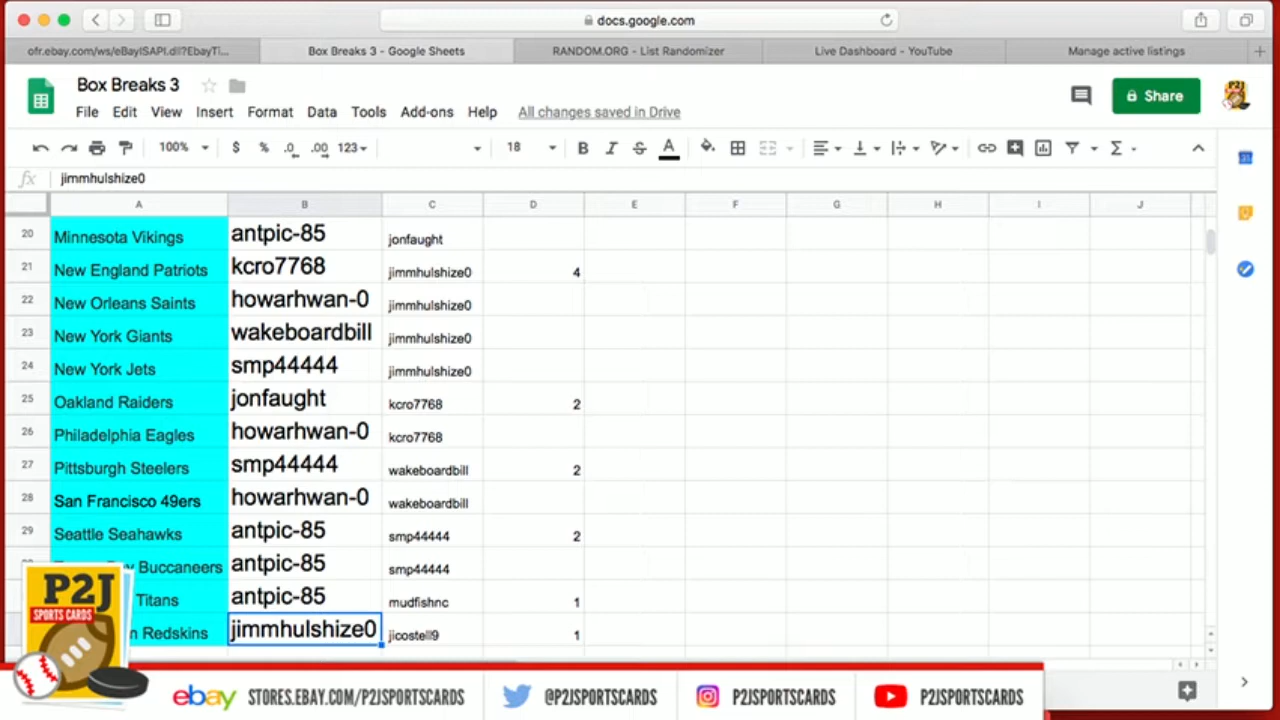 docs.google.com
ofr.ebay.com/ws/eBayISAPI.dll?EbayTi... Box Breaks 3 - Google Sheets RANDOM.ORG - List Randomizer Live Dashboard - YouTube Manage active listings
Box Breaks 3
File Edit View Insert Format Data Tools Add-ons Help All changes saved in Drive
Share
100% $ % .0 .00 123 18 B I S A
fx jimmhulshize0
A B C D E F G H I J
20 Minnesota Vikings antpic-85 jonfaught
21 New England Patriots kcro7768 jimmhulshize0 4
22 New Orleans Saints howarhwan-0 jimmhulshize0
23 New York Giants wakeboardbill jimmhulshize0
24 New York Jets smp44444 jimmhulshize0
25 Oakland Raiders jonfaught kcro7768 2
26 Philadelphia Eagles howarhwan-0 kcro7768
27 Pittsburgh Steelers smp44444 wakeboardbill 2
28 San Francisco 49ers howarhwan-0 wakeboardbill
29 Seattle Seahawks antpic-85 smp44444 2
Buccaneers antpic-85 smp44444
Titans antpic-85 mudfishnc 1
n Redskins jimmhulshize0 jicostell9 1
P2J
SPORTS CARDS
ebay STORES.EBAY.COM/P2JSPORTSCARDS @P2JSPORTSCARDS P2JSPORTSCARDS P2JSPORTSCARDS